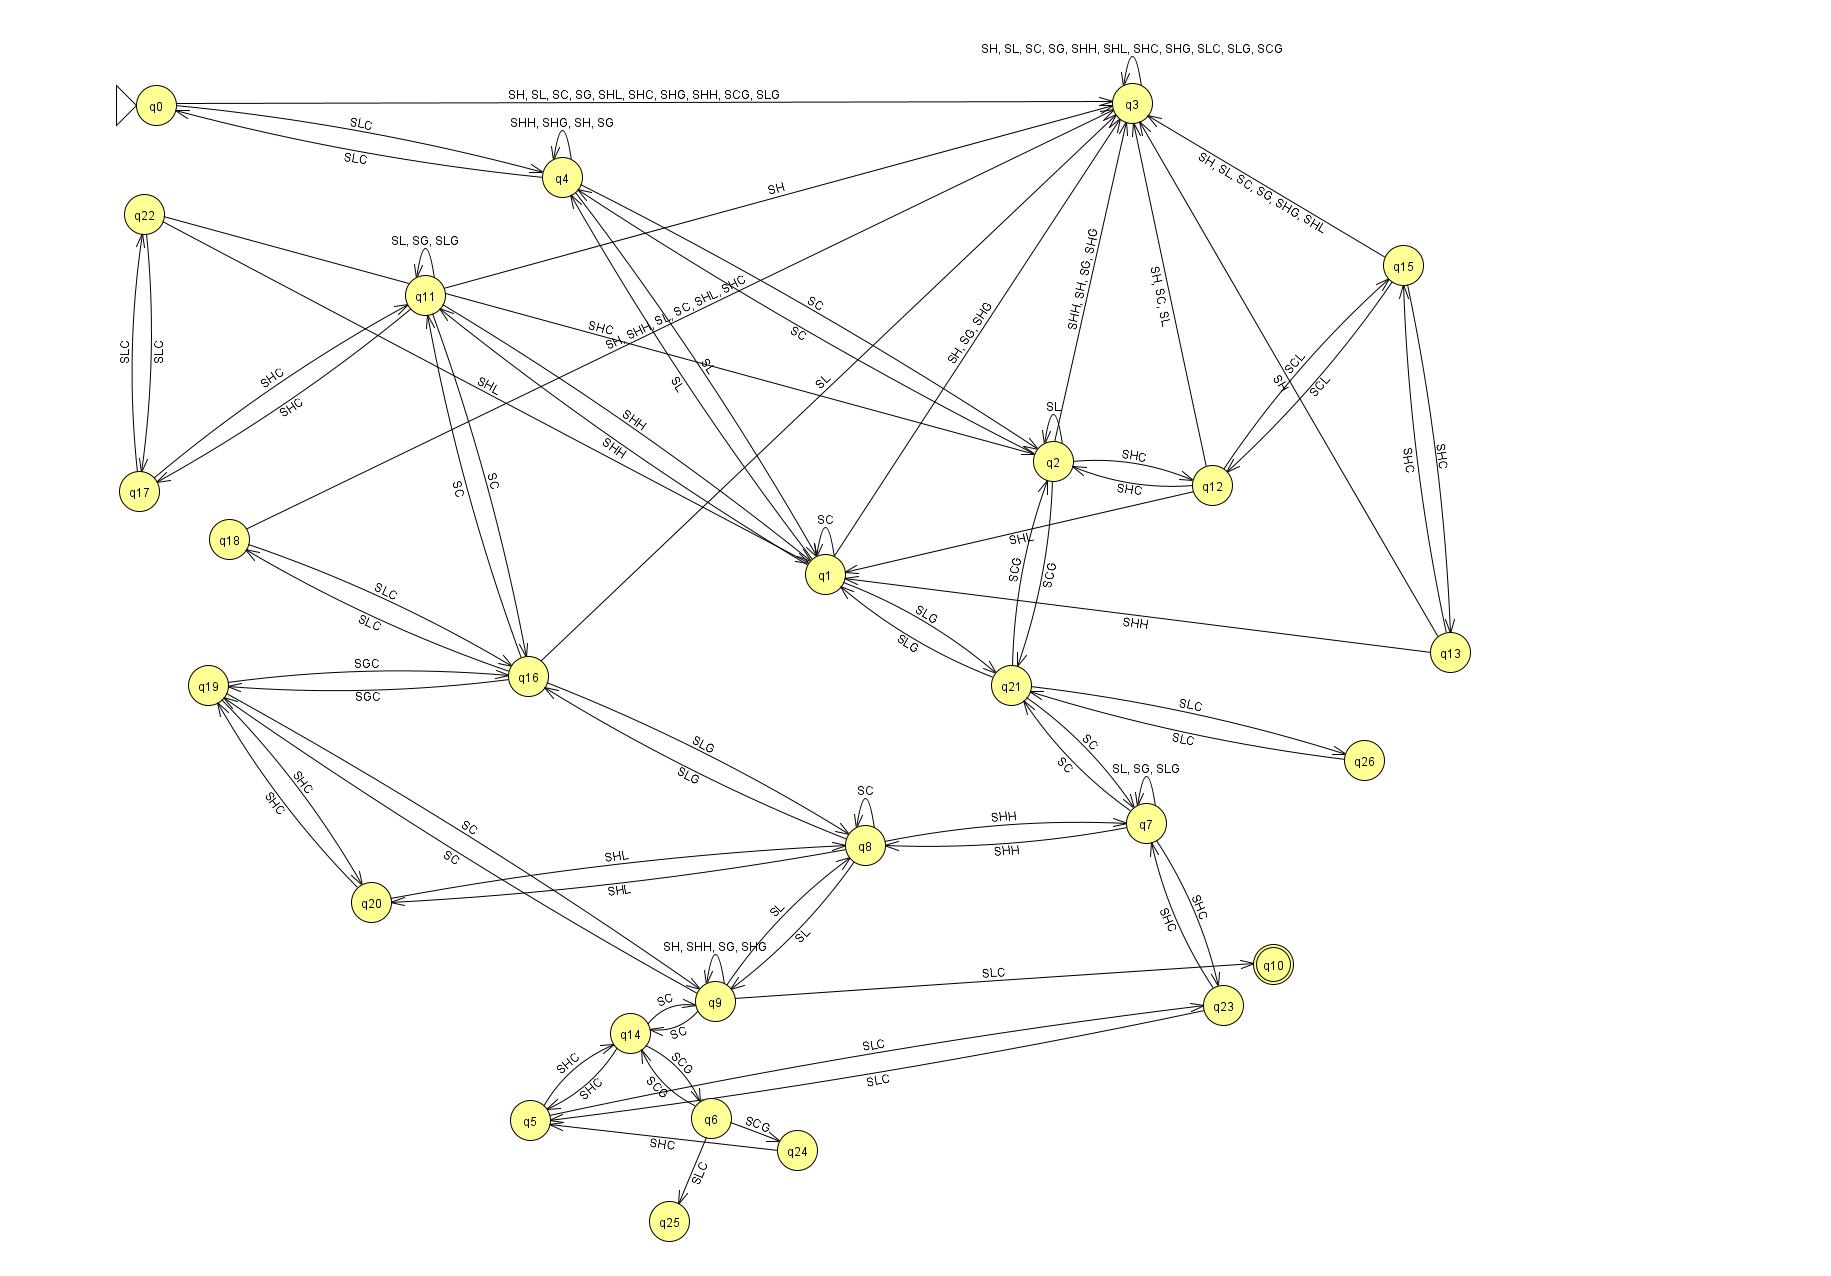 SH, SL, SC, SG, SHH, SHL, SHC, SHG, SLC, SLG, SCG
SH, SL, SC, SG, SHL, SHC, SHG, SHH, SCG, SLG
q0
q3
SLC
SHH, SHG, SH, SG
SLC
q4
SH, SL, SC, SG, SHG, SHL
SH
q22
SL, SG, SLG
q15
SHH, SH, SG, SHG
q11
SH, SC, SL
SC
SH, SHH, SL, SC, SHL, SHC
SHC
SC
SH, SG, SHG
SLC
SLC
SCL
SL
SL
SHC
SL
SH
SCL
SHL
SL
SHC
SHH
SHH
SHC
q2
SHC
SHC
SHC
q17
SC
SC
SHC
q12
SC
q18
SHL
q1
SCG
SCG
SLC
SLG
SLC
SHH
SLG
q13
SGC
q16
q19
q21
SGC
SLC
SLG
SC
SLC
q26
SC
SLG
SL, SG, SLG
SHC
SC
SHC
SHH
q7
SC
q8
SHH
SC
SHL
SHL
q20
SL
SHC
SHC
SL
SH, SHH, SG, SHG
q10
SLC
SC
q9
q23
SC
q14
SLC
SHC
SCG
SLC
SHC
SCG
q5
q6
SCG
SHC
q24
SLC
q25